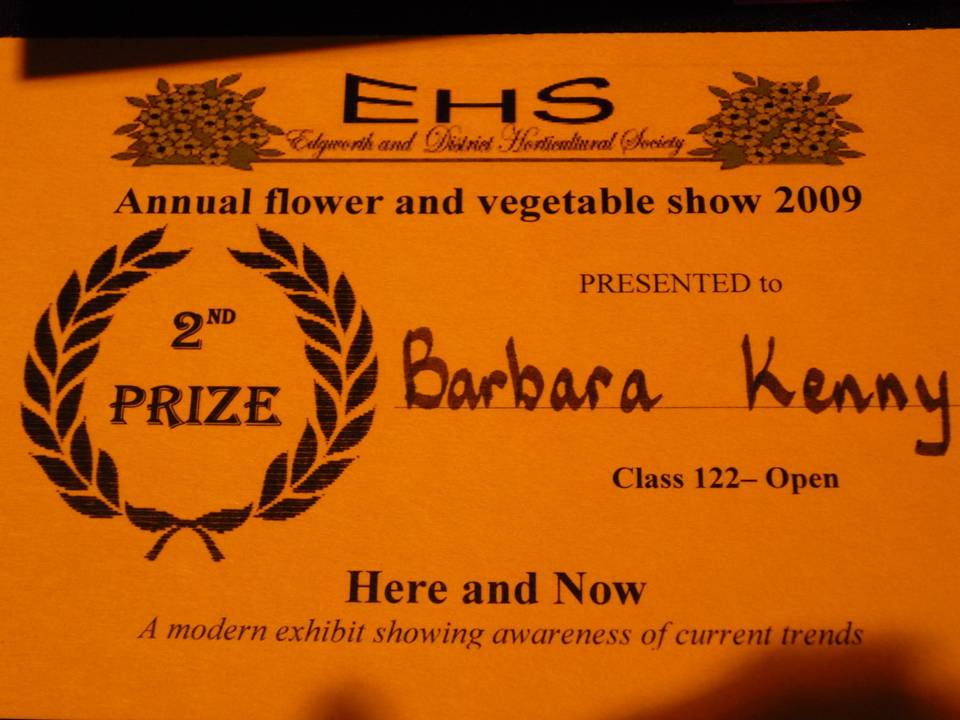 EHS
Edgworth and District Horticultural Society
Annual flower and vegetable show 2009
PRESENTED to
2ND
PRIZE
Barbara Kenny
Class 122– Open
Here and Now
A modern exhibit showing awareness of current trends